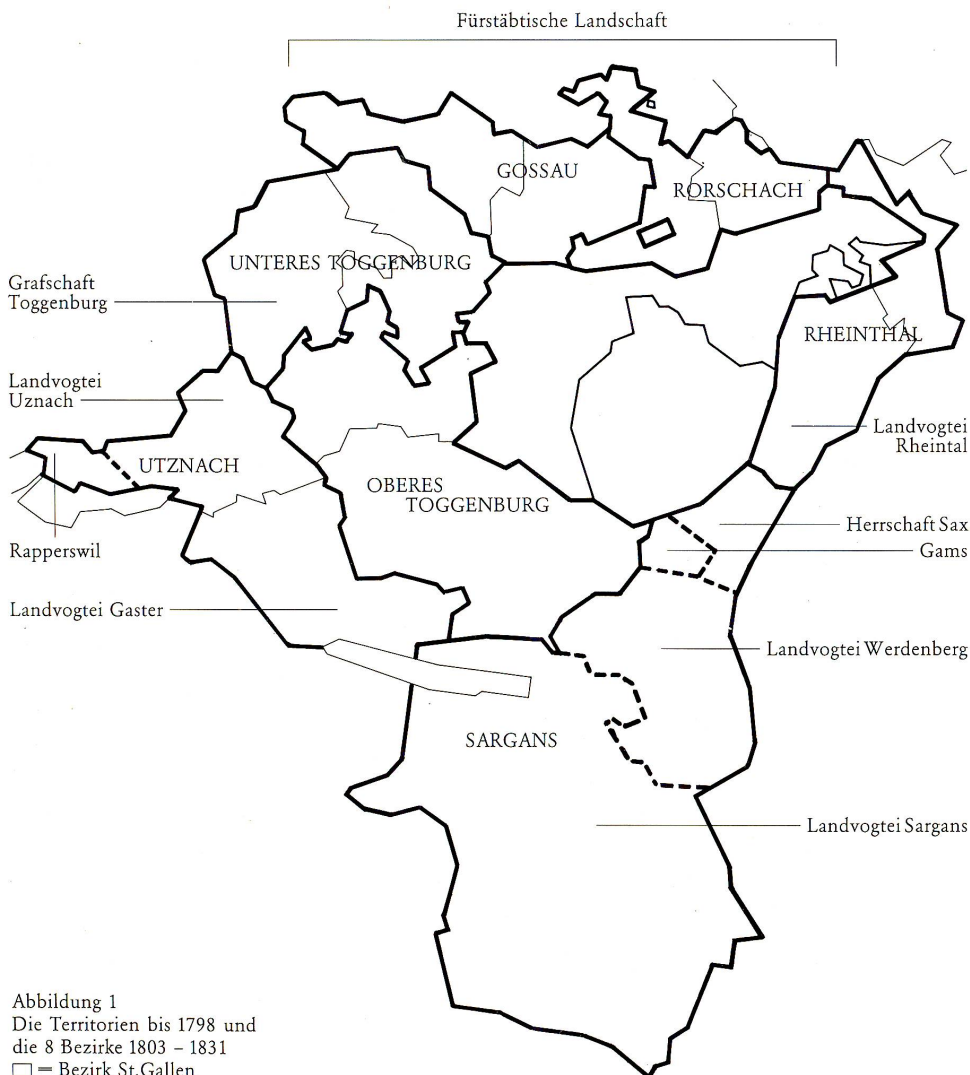 Fürstäbtische Landschaft
GOSSAU
RORSCHACH
UNTERES TOGGENBURG
Grafschaft
Toggenburg
RHEINTHAL
Landvogtei
Uznach
Landvogtei
Rheintal
UTZNACH
OBERES
TOGGENBURG
Herrschaft Sax
Gams
Rapperswil
Landvogtei Gaster
Landvogtei Werdenberg
SARGANS
Landvogtei Sargans
Abbildung 1
Die Territorien bis 1798 und
die 8 Bezirke 1803 – 1831
= Bezirk St.Gallen